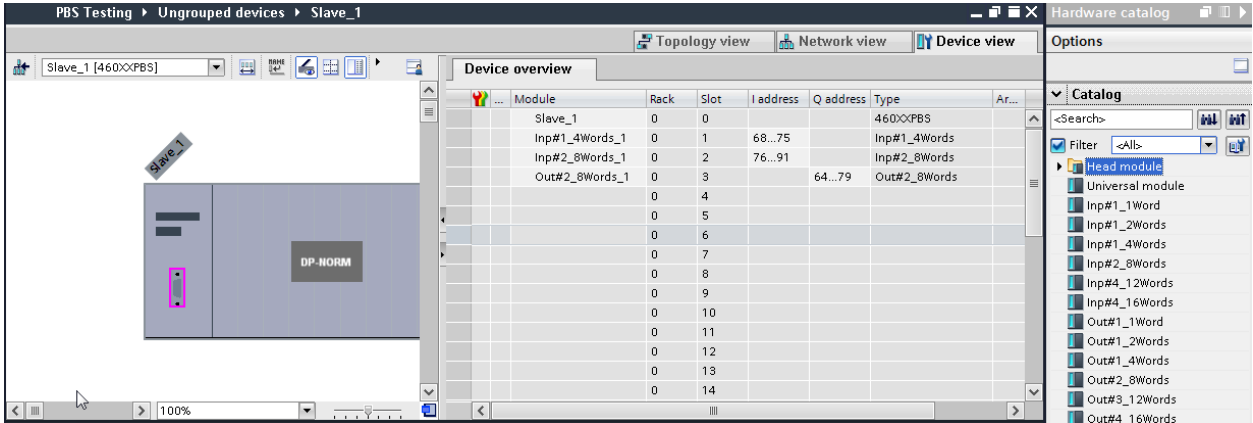 PBS Testing ▸ Ungrouped devices ▸ Slave_1
Hardware catalog
Topology view Network view Device view
Options
Slave_1 [460XXPBS]
Device overview
... Module Rack Slot I address Q address Type Ar...
Slave_1 0 0 460XXPBS
Inp#1_4Words_1 0 1 68...75 Inp#1_4Words
Inp#2_8Words_1 0 2 76...91 Inp#2_8Words
Out#2_8Words_1 0 3 64...79 Out#2_8Words
0 4
0 5
0 6
0 7
0 8
0 9
0 10
0 11
0 12
0 13
0 14
Slave_1
DP-NORM
100%
Catalog
<Search>
Filter <All>
Head module
Universal module
Inp#1_1Word
Inp#1_2Words
Inp#1_4Words
Inp#2_8Words
Inp#4_12Words
Inp#4_16Words
Out#1_1Word
Out#1_2Words
Out#1_4Words
Out#2_8Words
Out#3_12Words
Out#4_16Words